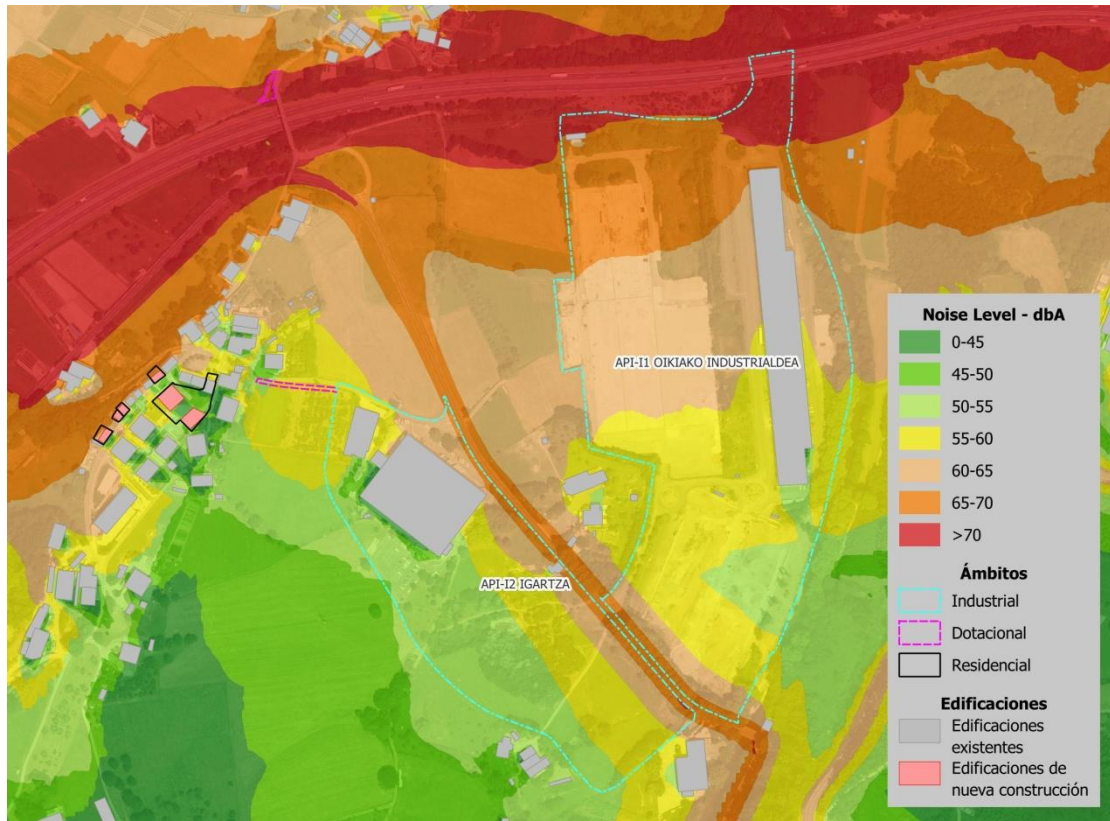 API-I1 OIKIAKO INDUSTRIALDEA
API-I2 IGARTZA
Noise Level - dbA
0-45
45-50
50-55
55-60
60-65
65-70
>70
Ámbitos
Industrial
Dotacional
Residencial
Edificaciones
Edificaciones
existentes
Edificaciones de
nueva construcción